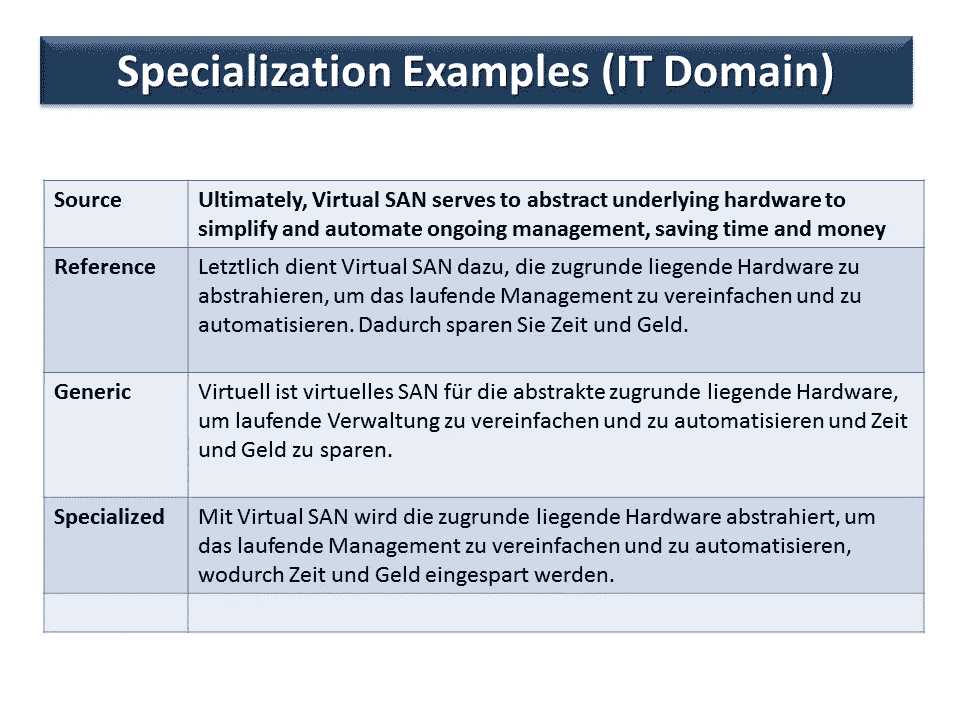 Specialization Examples (IT Domain)
Source
Ultimately, Virtual SAN serves to abstract underlying hardware to
simplify and automate ongoing management, saving time and money
Reference
Letztlich dient Virtual SAN dazu, die zugrunde liegende Hardware zu
abstrahieren, um das laufende Management zu vereinfachen und zu
automatisieren. Dadurch sparen Sie Zeit und Geld.
Generic
Virtuell ist virtuelles SAN für die abstrakte zugrunde liegende Hardware,
um laufende Verwaltung zu vereinfachen und zu automatisieren und Zeit
und Geld zu sparen.
Specialized
Mit Virtual SAN wird die zugrunde liegende Hardware abstrahiert, um
das laufende Management zu vereinfachen und zu automatisieren,
wodurch Zeit und Geld eingespart werden.